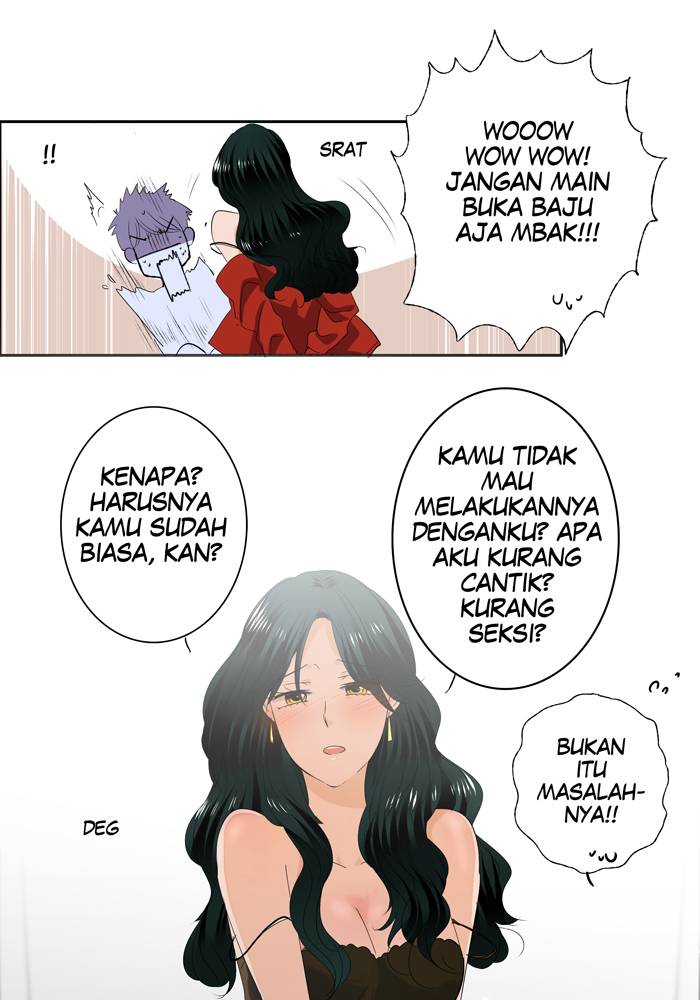 !!
SRAT
WOOOW
WOW WOW!
JANGAN MAIN
BUKA BAJU
AJA MBAK!!!
KENAPA?
HARUSNYA
KAMU SUDAH
BIASA, KAN?
KAMU TIDAK
MAU
MELAKUKANNYA
DENGANKU? APA
AKU KURANG
CANTIK?
KURANG
SEKSI?
BUKAN
ITU
MASALAH-
NYA!!
DEG